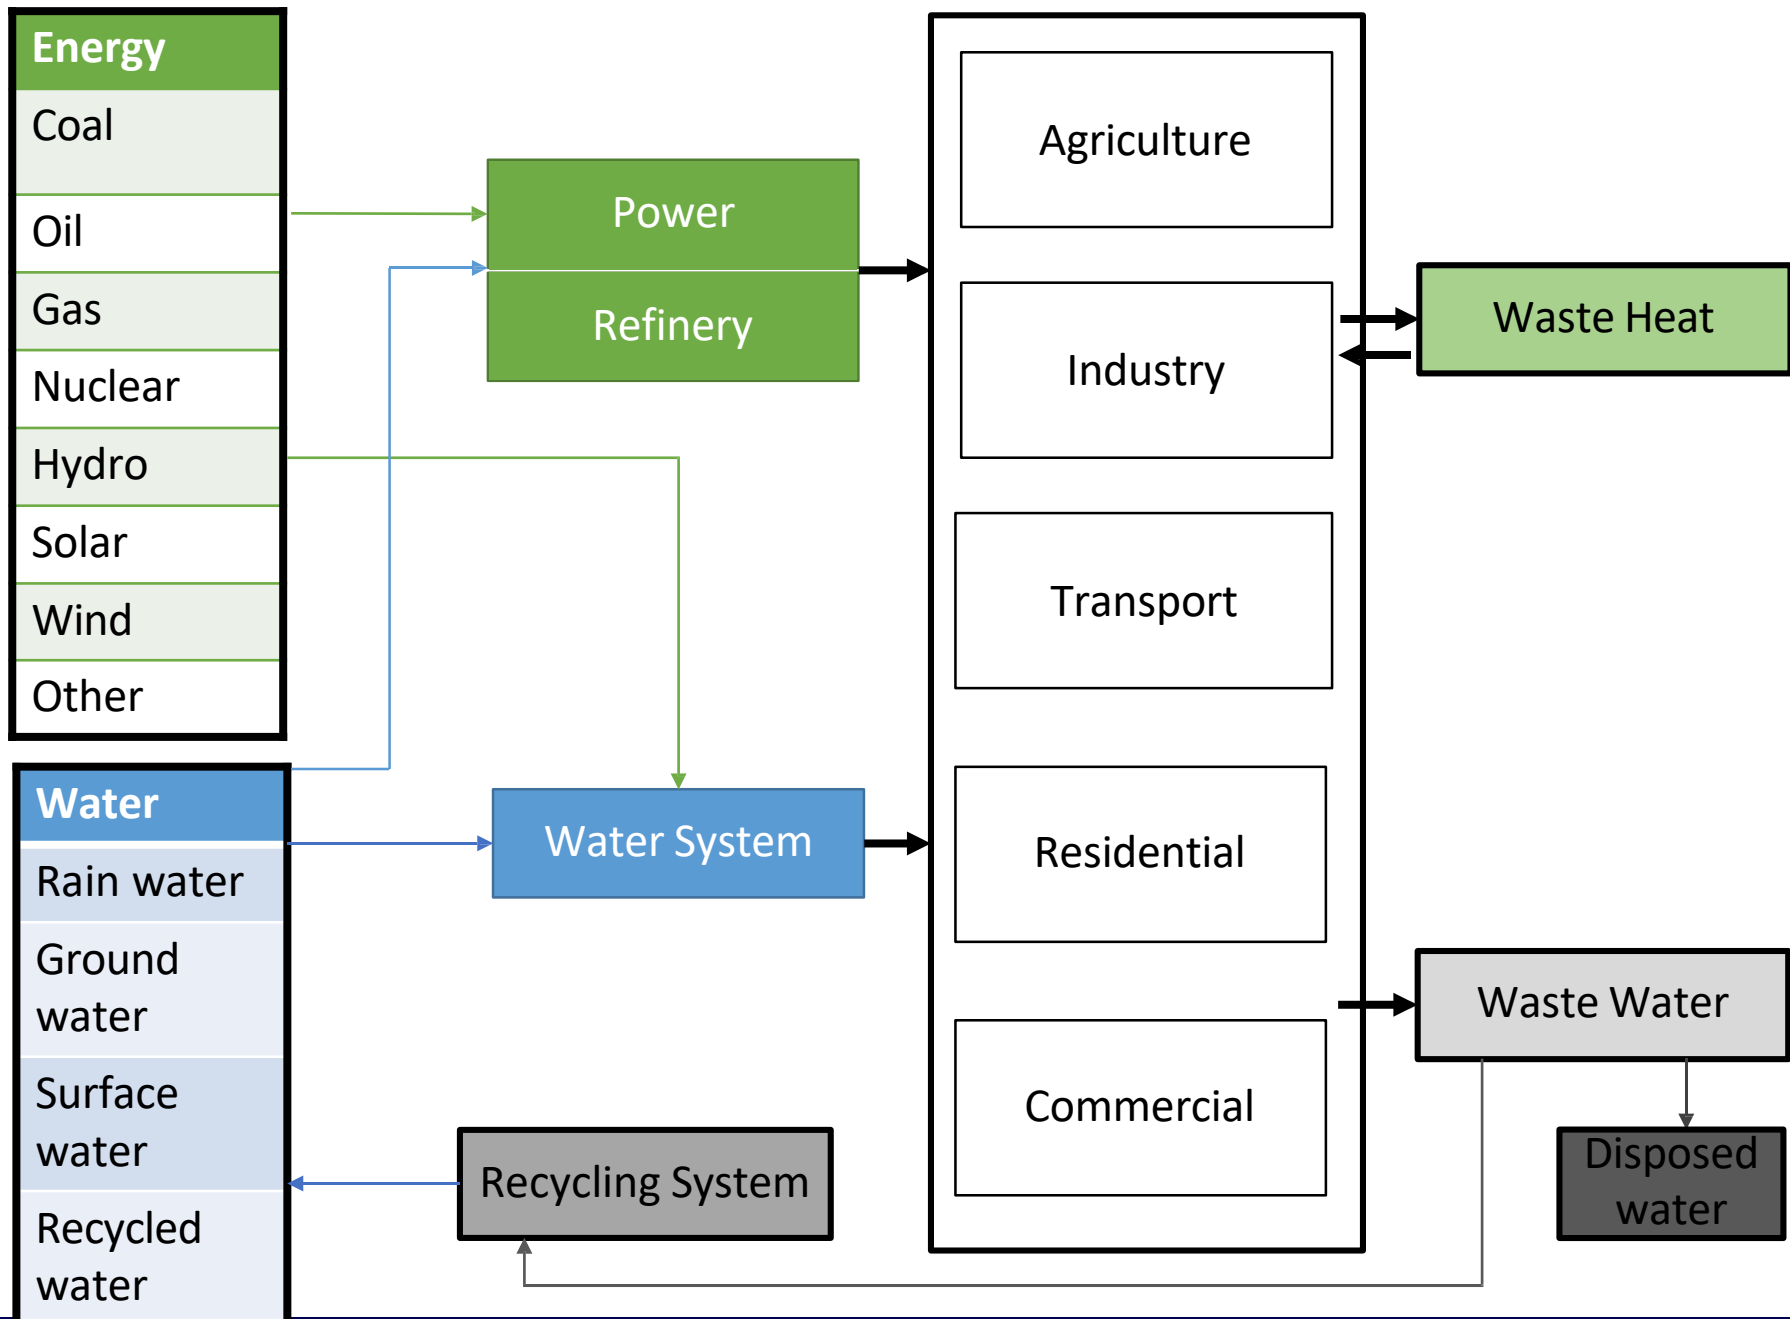 Energy
Coal
Oil
Gas
Nuclear
Hydro
Solar
Wind
Other
Water
Rain water
Ground
water
Surface
water
Recycled
water
Power
Refinery
Water System
Recycling System
Agriculture
Industry
Transport
Residential
Commercial
Waste Heat
Waste Water
Disposed
water